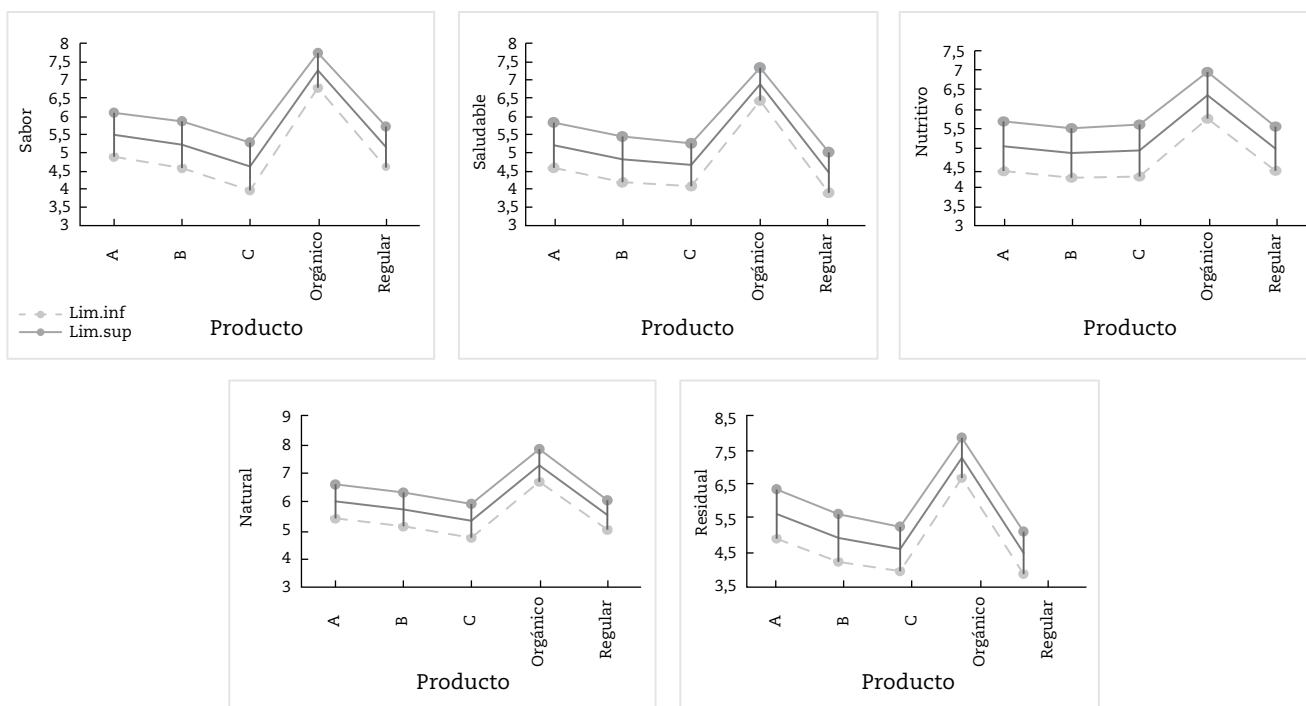 Sabor
8
7,5
7
6,5
6
5,5
5
4,5
4
3,5
3
A
B
C
Orgánico
Regular
Lim.inf
Lim.sup
Producto
Saludable
8
7,5
7
6,5
6
5,5
5
4,5
4
3,5
3
A
B
C
Orgánico
Regular
Producto
Nutritivo
7,5
7
6,5
6
5,5
5
4,5
4
3,5
3
A
B
C
Orgánico
Regular
Producto
Natural
9
8
7
6
5
4
3
A
B
C
Orgánico
Regular
Producto
Residual
8,5
7,5
6,5
5,5
4,5
3,5
A
B
C
Orgánico
Regular
Producto